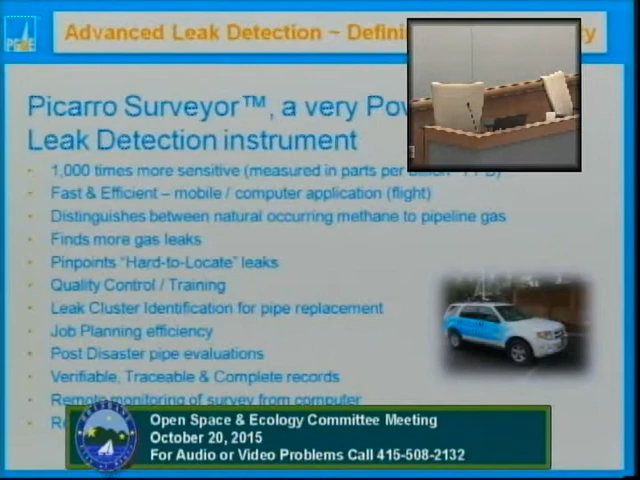 PG&E
Advanced Leak Detection ~ Defini
Picarro Surveyor™, a very Pow
Leak Detection instrument
· 1,000 times more sensitive (measured in parts per billion - PPB)
· Fast & Efficient – mobile / computer application (flight)
· Distinguishes between natural occurring methane to pipeline gas
· Finds more gas leaks
· Pinpoints "Hard-to-Locate" leaks
· Quality Control / Training
· Leak Cluster Identification for pipe replacement
· Job Planning efficiency
· Post Disaster pipe evaluations
· Verifiable, Traceable & Complete records
· Remote monitoring of survey from computer
Open Space & Ecology Committee Meeting
October 20, 2015
For Audio or Video Problems Call 415-508-2132